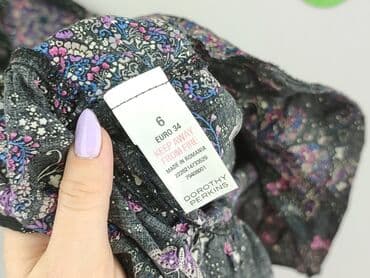 6
EURO 34
KEEP AWAY
FROM FIRE
MADE IN ROMANIA
DOROTHY
PERKINS